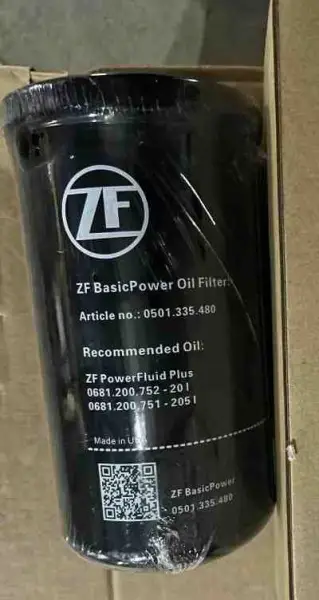 ZF
ZF BasicPower Oil Filter:
Article no.: 0501.335.480
Recommended Oil:
ZF PowerFluid Plus
0681.200.752 - 20 l
0681.200.751 - 205 l
Made in
ZF BasicPower
0501.335.480